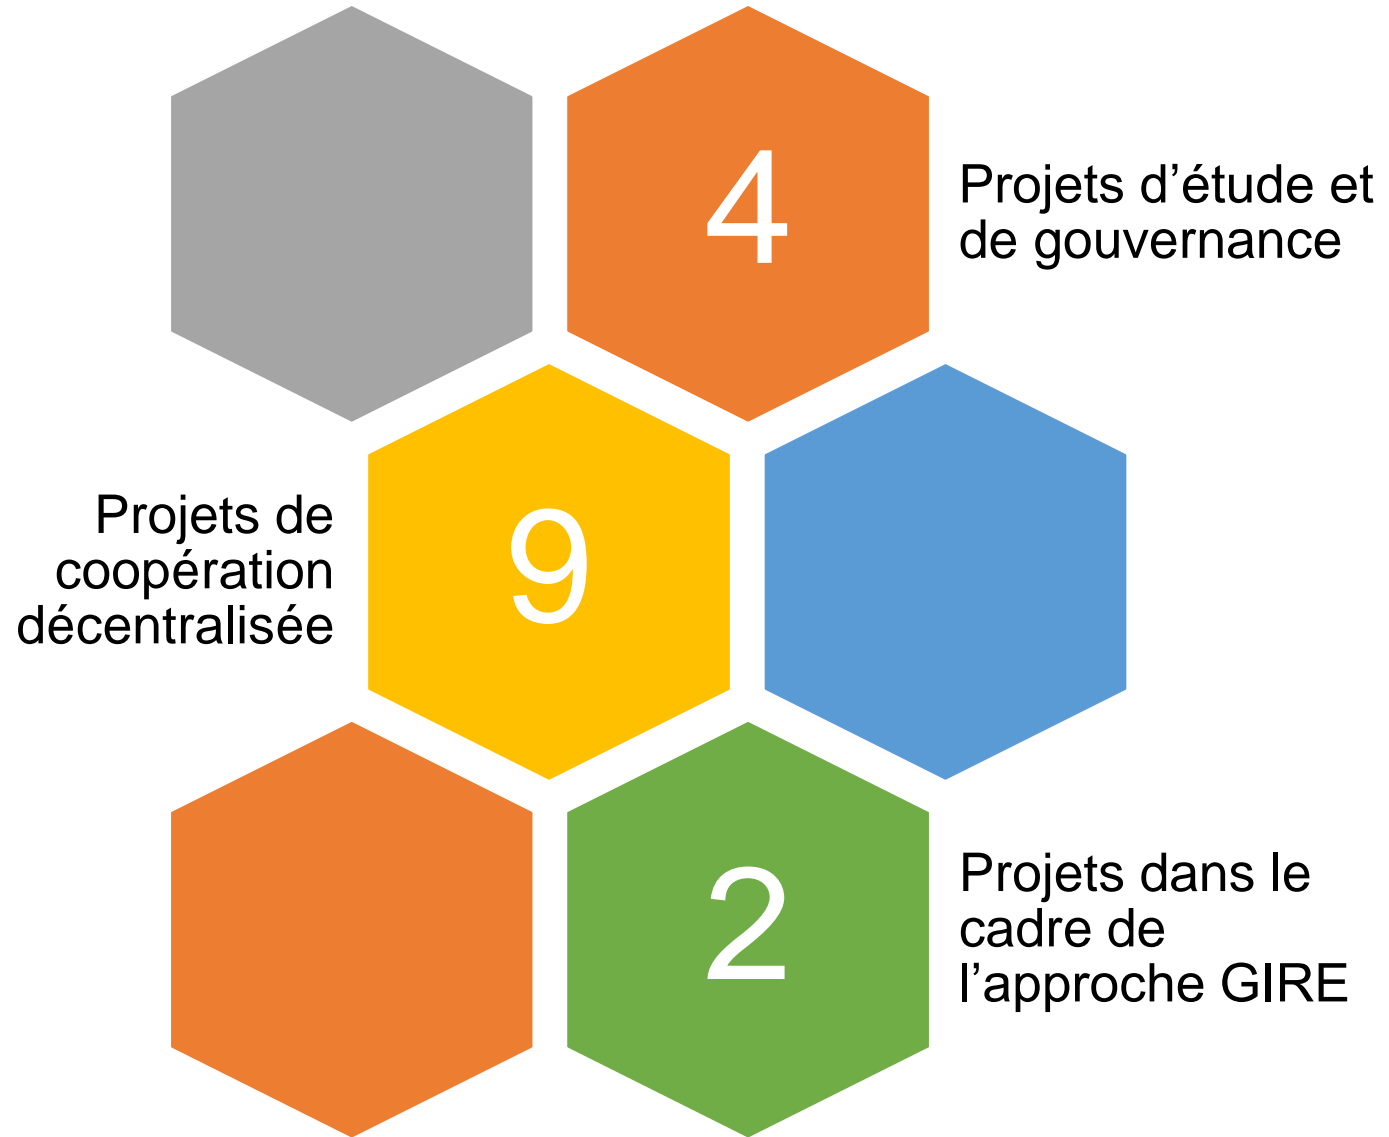 4
Projets d’étude et
de gouvernance
Projets de
coopération
décentralisée
9
2
Projets dans le
cadre de
l’approche GIRE